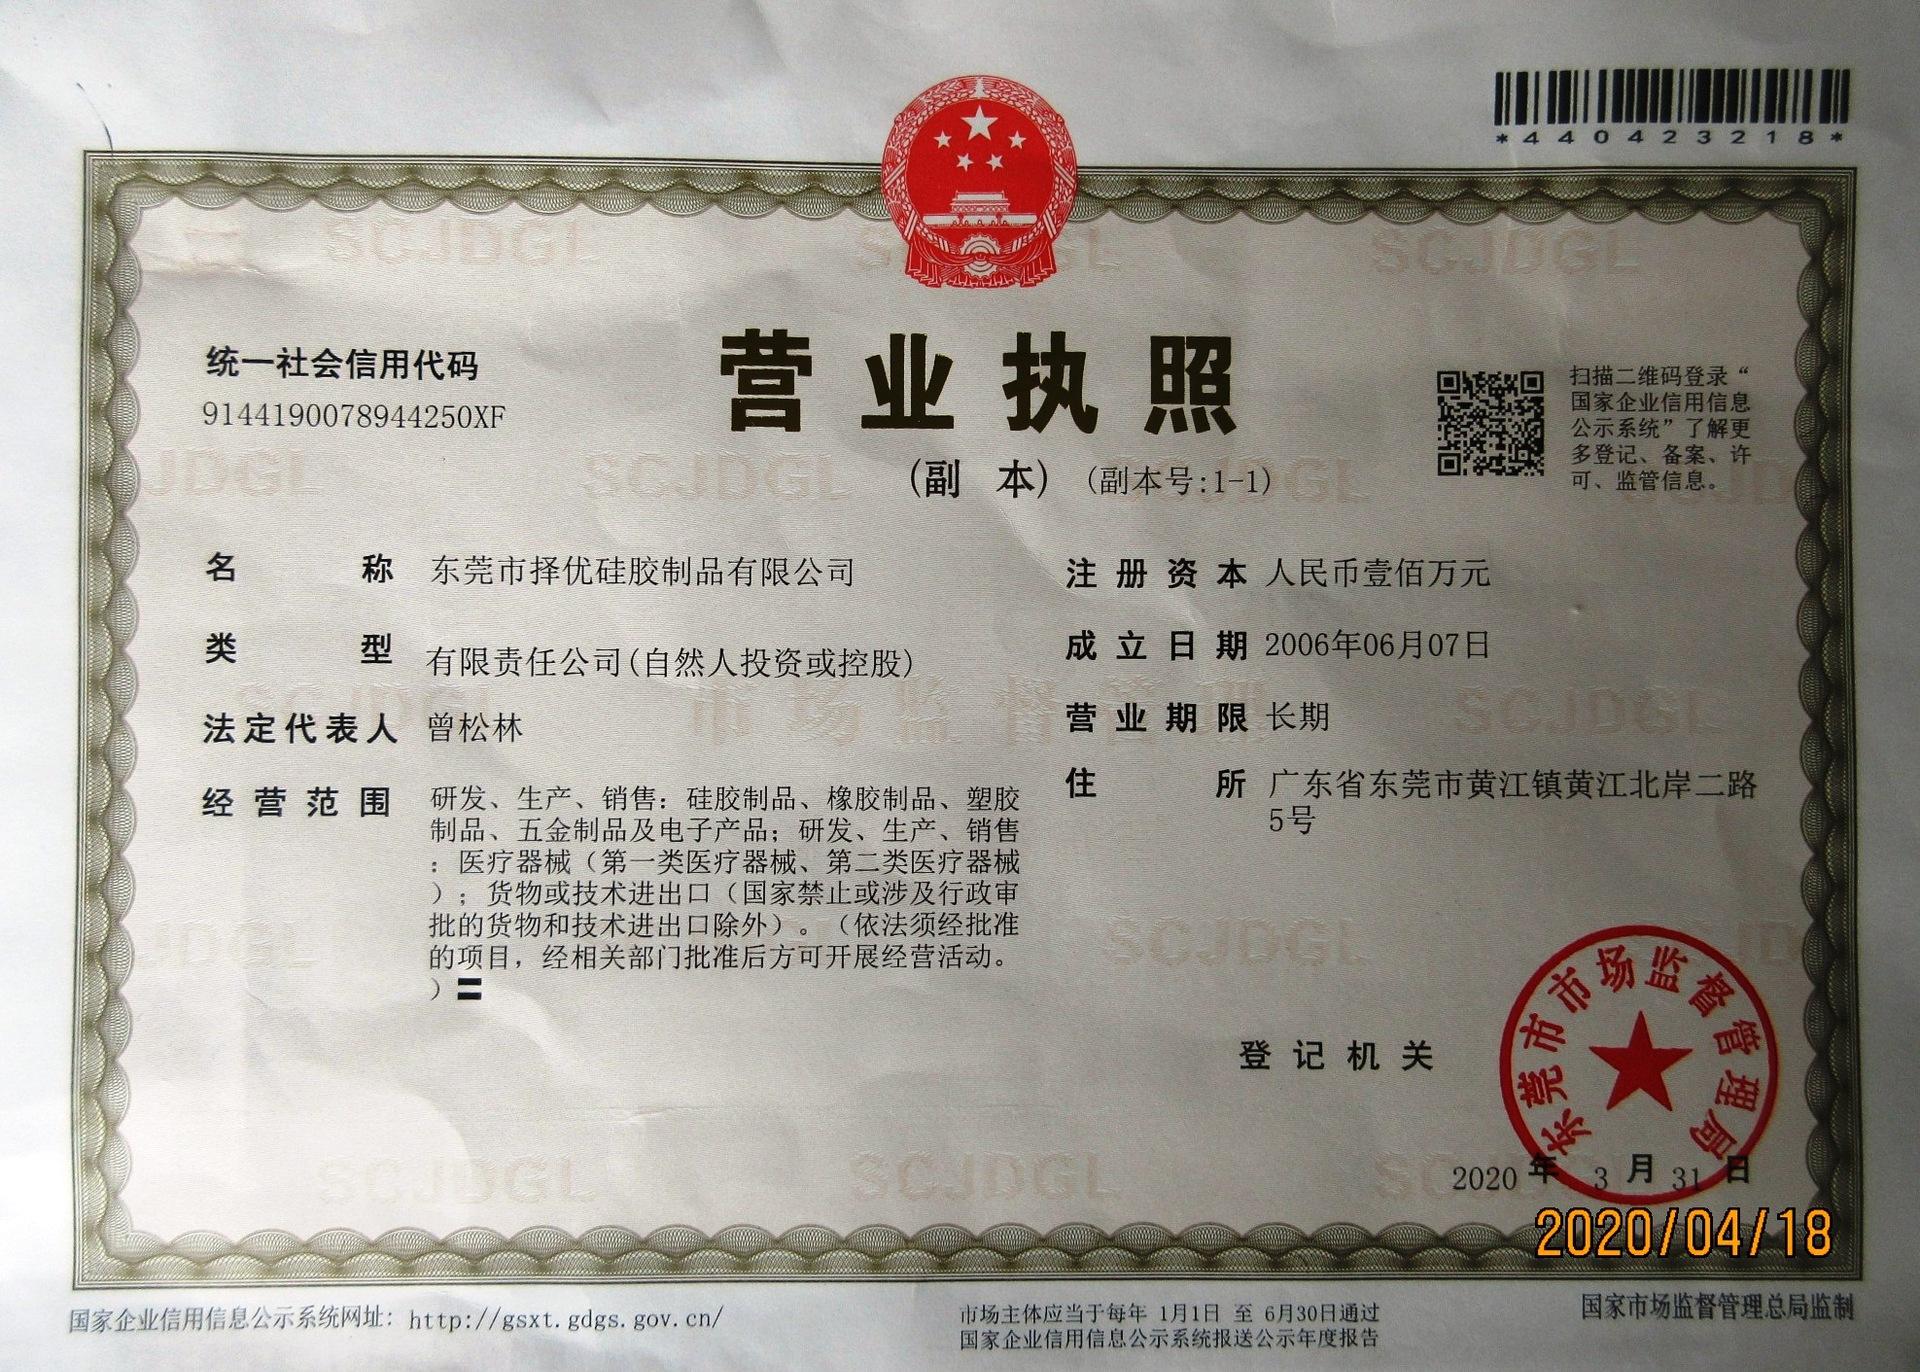 *440423218*
营业执照
(副 本) (副本号:1-1)
统一社会信用代码
9144190078944250XF
扫描二维码登录“
国家企业信用信息
公示系统”了解更
多登记、备案、许
可、监管信息。
名 称 东莞市择优硅胶制品有限公司
类 型 有限责任公司(自然人投资或控股)
法定代表人 曾松林
经营范围 研发、生产、销售：硅胶制品、橡胶制品、塑胶
制品、五金制品及电子产品；研发、生产、销售
：医疗器械（第一类医疗器械、第二类医疗器械
）；货物或技术进出口（国家禁止或涉及行政审
批的货物和技术进出口除外）。（依法须经批准
的项目，经相关部门批准后方可开展经营活动。
）
注册资本 人民币壹佰万元
成立日期 2006年06月07日
营业期限 长期
住 所 广东省东莞市黄江镇黄江北岸二路
5号
登记机关
东莞市市场监督管理局
2020 年 3 月 31 日
2020/04/18
SCJDGL
市场监督管理
国家企业信用信息公示系统网址：http://gsxt.gdgs.gov.cn/
市场主体应当于每年 1月1日 至 6月30日通过
国家企业信用信息公示系统报送公示年度报告
国家市场监督管理总局监制